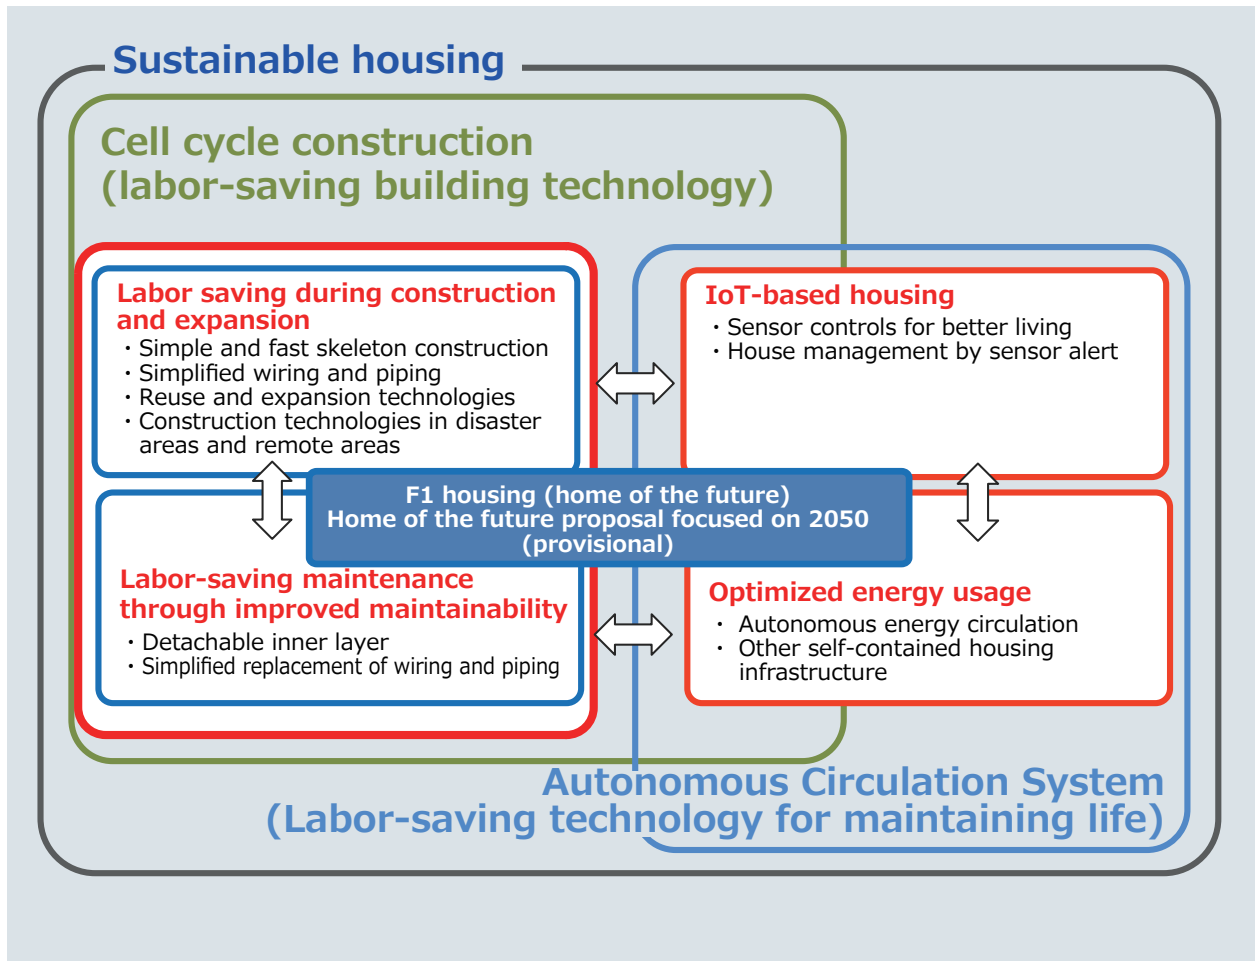 Sustainable housing
Cell cycle construction
(labor-saving building technology)
Labor saving during construction
and expansion
・Simple and fast skeleton construction
・Simplified wiring and piping
・Reuse and expansion technologies
・Construction technologies in disaster
areas and remote areas
IoT-based housing
・Sensor controls for better living
・House management by sensor alert
F1 housing (home of the future)
Home of the future proposal focused on 2050
(provisional)
Labor-saving maintenance
through improved maintainability
・Detachable inner layer
・Simplified replacement of wiring and piping
Optimized energy usage
・ Autonomous energy circulation
・ Other self-contained housing
infrastructure
Autonomous Circulation System
(Labor-saving technology for maintaining life)